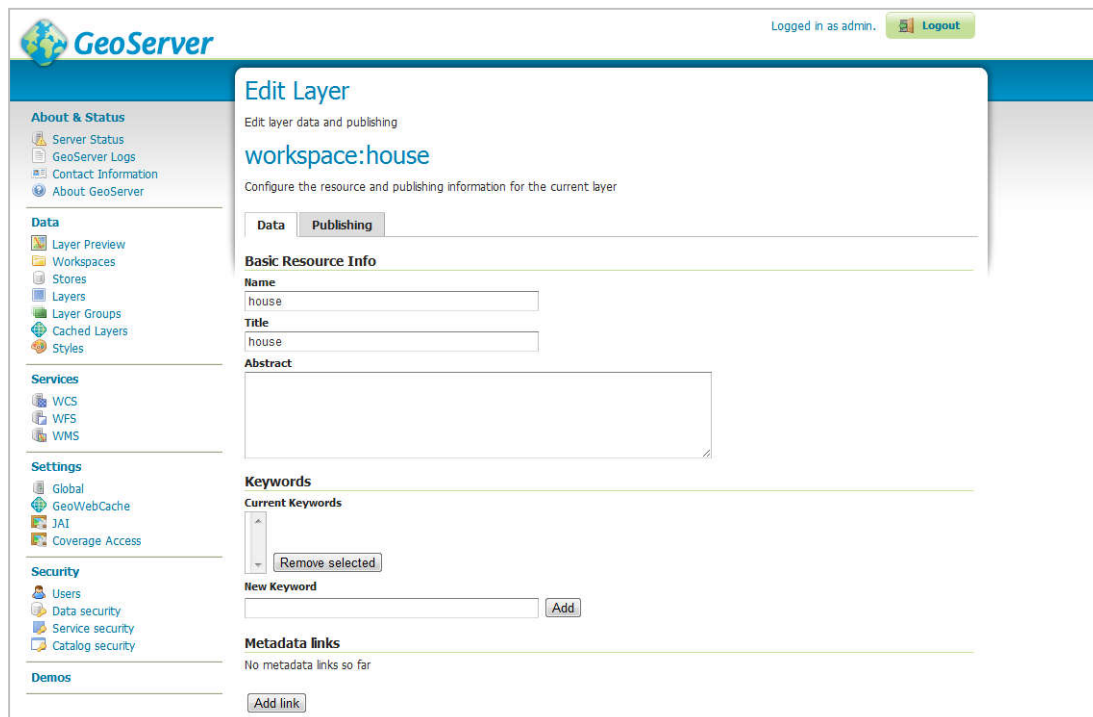 GeoServer
Logged in as admin.
Logout
About & Status
Server Status
GeoServer Logs
Contact Information
About GeoServer
Data
Layer Preview
Workspaces
Stores
Layers
Layer Groups
Cached Layers
Styles
Services
WCS
WFS
WMS
Settings
Global
GeoWebCache
JAI
Coverage Access
Security
Users
Data security
Service security
Catalog security
Demos
Edit Layer
Edit layer data and publishing
workspace:house
Configure the resource and publishing information for the current layer
Data Publishing
Basic Resource Info
Name
house
Title
house
Abstract
Keywords
Current Keywords
Remove selected
New Keyword
Add
Metadata links
No metadata links so far
Add link